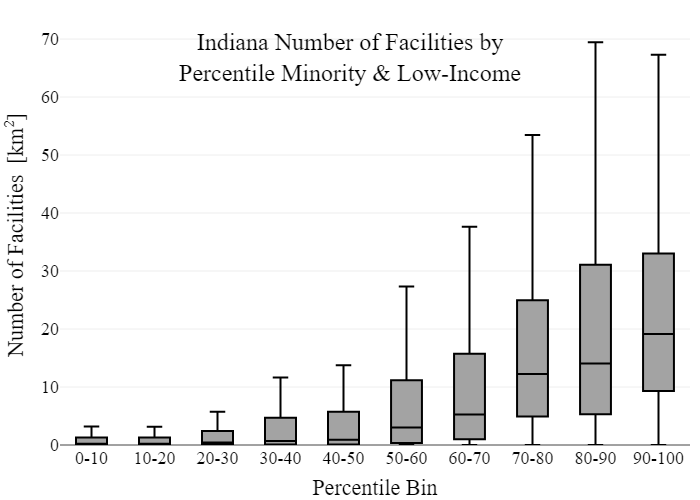 Indiana Number of Facilities by
Percentile Minority & Low-Income
Number of Facilities [km²]
70
60
50
40
30
20
10
0
0-10 10-20 20-30 30-40 40-50 50-60 60-70 70-80 80-90 90-100
Percentile Bin